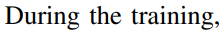 During the training,